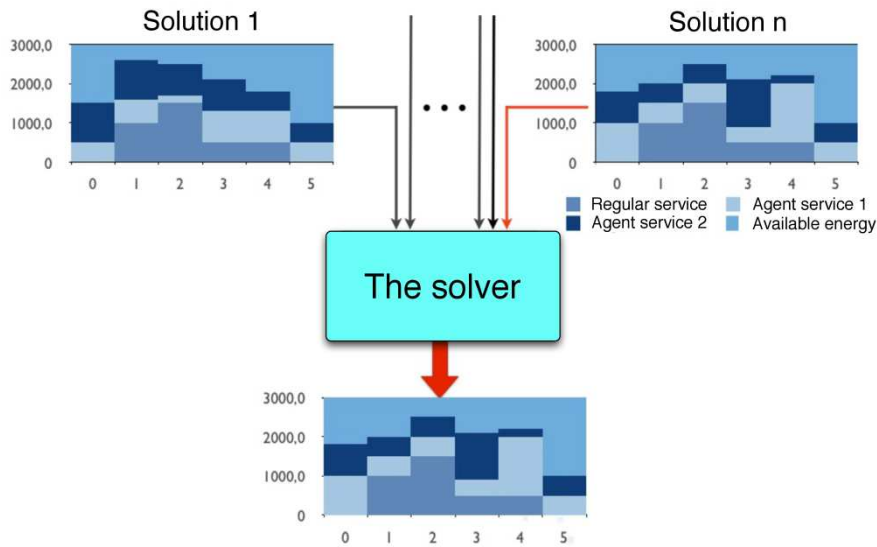 Solution 1
Solution n
3000,0
2000,0
1000,0
0
0 1 2 3 4 5
3000,0
2000,0
1000,0
0
0 1 2 3 4 5
Regular service
Agent service 1
Agent service 2
Available energy
The solver
3000,0
2000,0
1000,0
0
0 1 2 3 4 5